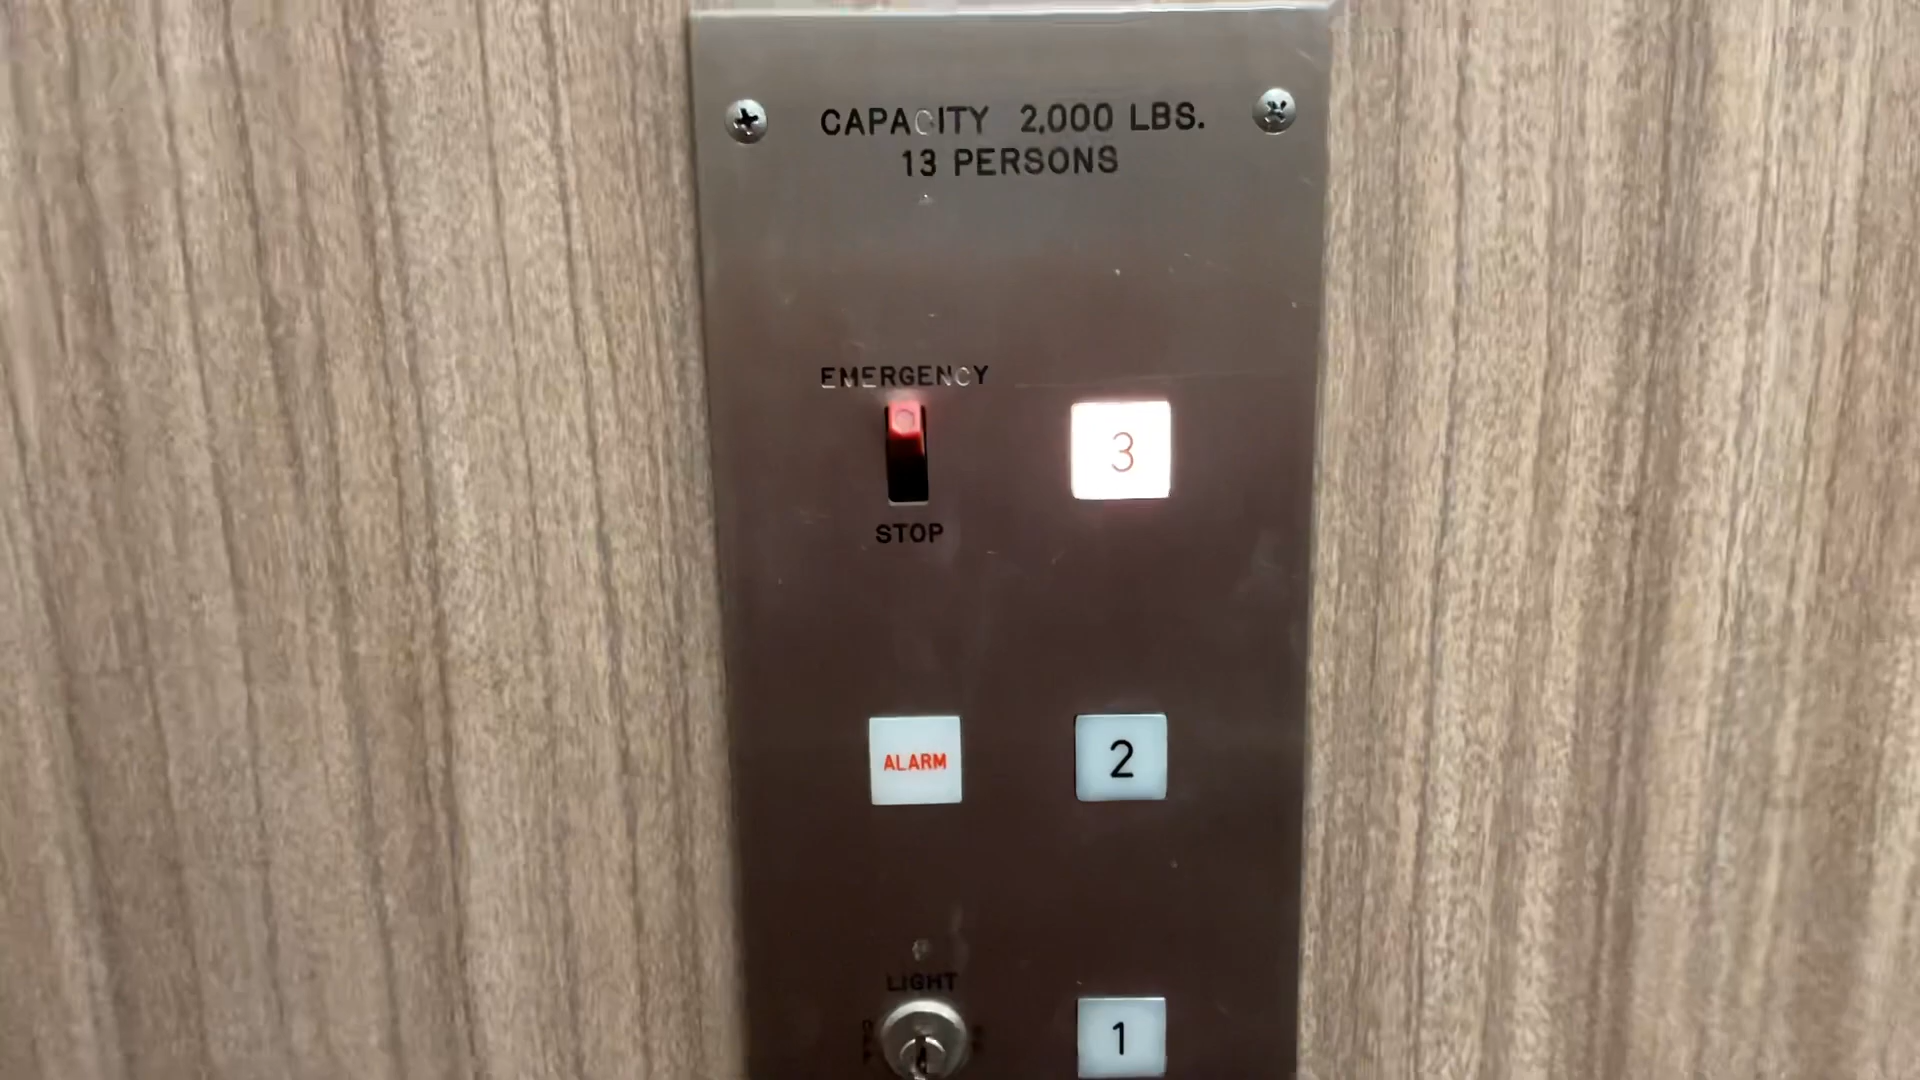 CAPACITY 2,000 LBS.
13 PERSONS
EMERGENCY
3
STOP
ALARM
2
LIGHT
1